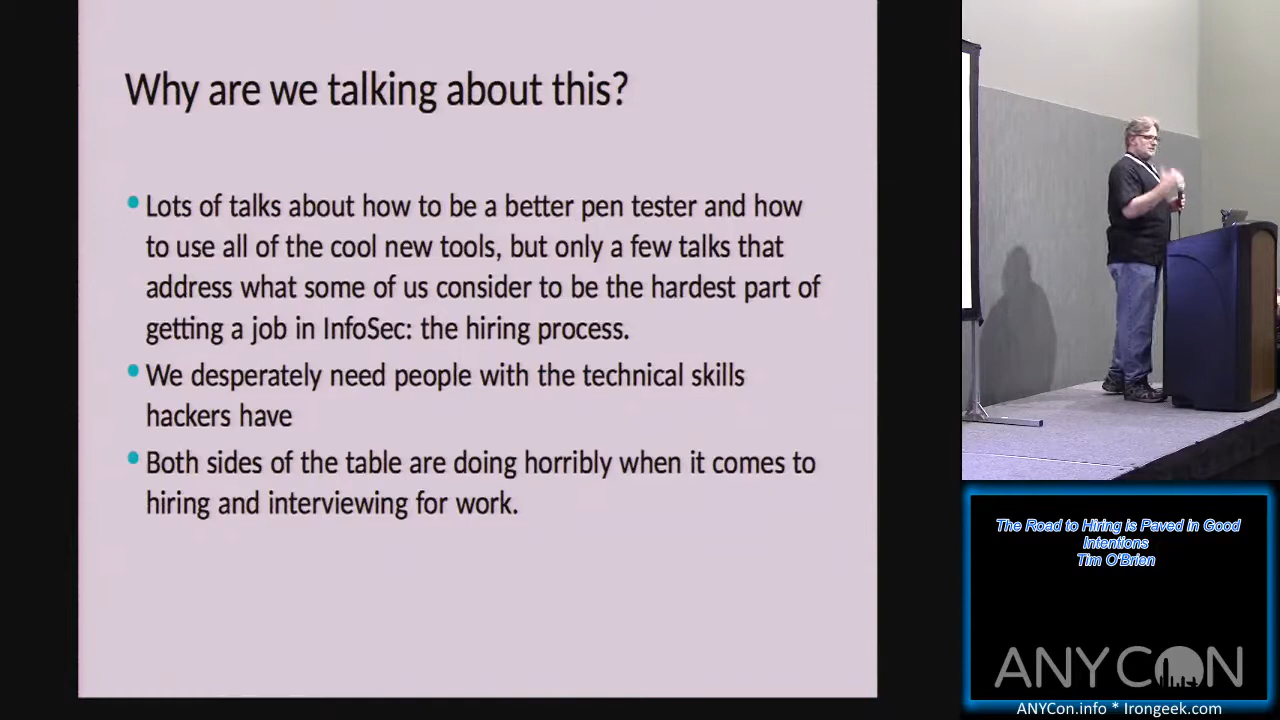 Why are we talking about this?
Lots of talks about how to be a better pen tester and how
to use all of the cool new tools, but only a few talks that
address what some of us consider to be the hardest part of
getting a job in InfoSec: the hiring process.
We desperately need people with the technical skills
hackers have
Both sides of the table are doing horribly when it comes to
hiring and interviewing for work.
The Road to Hiring is Paved in Good
Intentions
Tim O'Brien
ANYCON
ANYCon.info * Irongeek.com